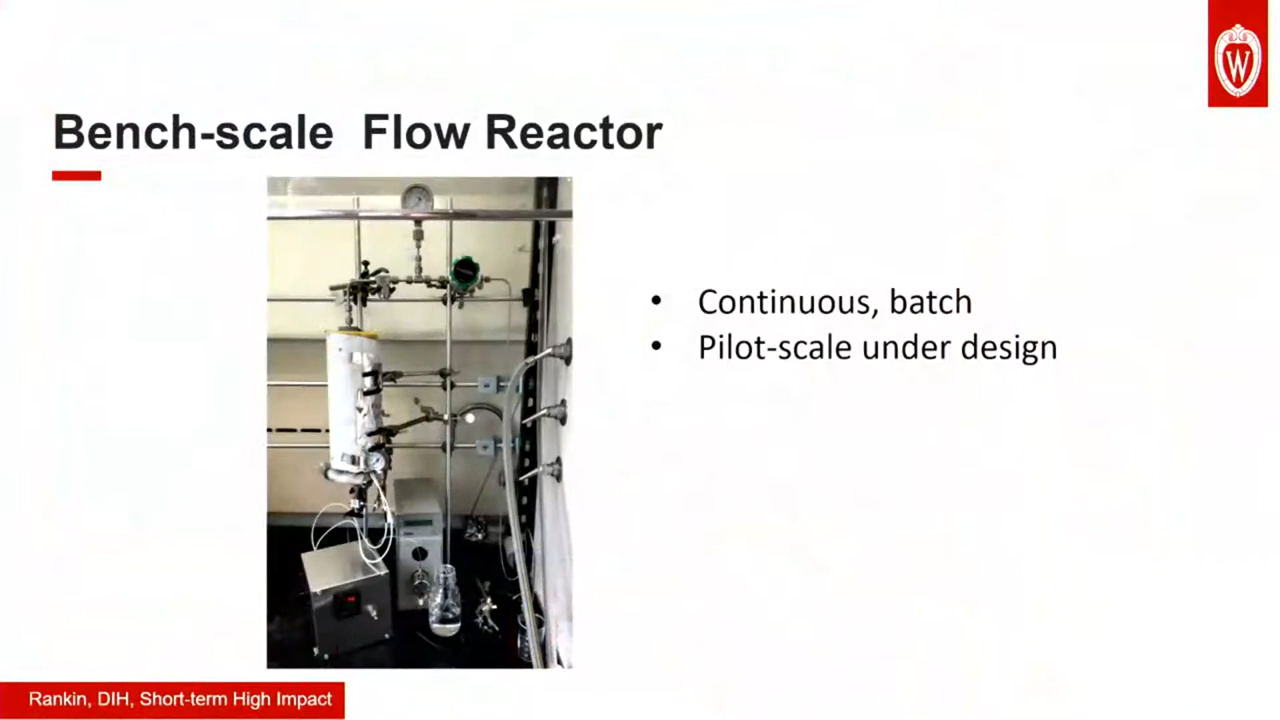 W
Bench-scale Flow Reactor
• Continuous, batch
• Pilot-scale under design
Rankin, DIH, Short-term High Impact